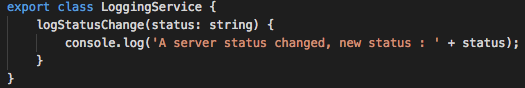 export class LoggingService {
    logStatusChange(status: string) {
        console.log('A server status changed, new status : ' + status);
    }
}